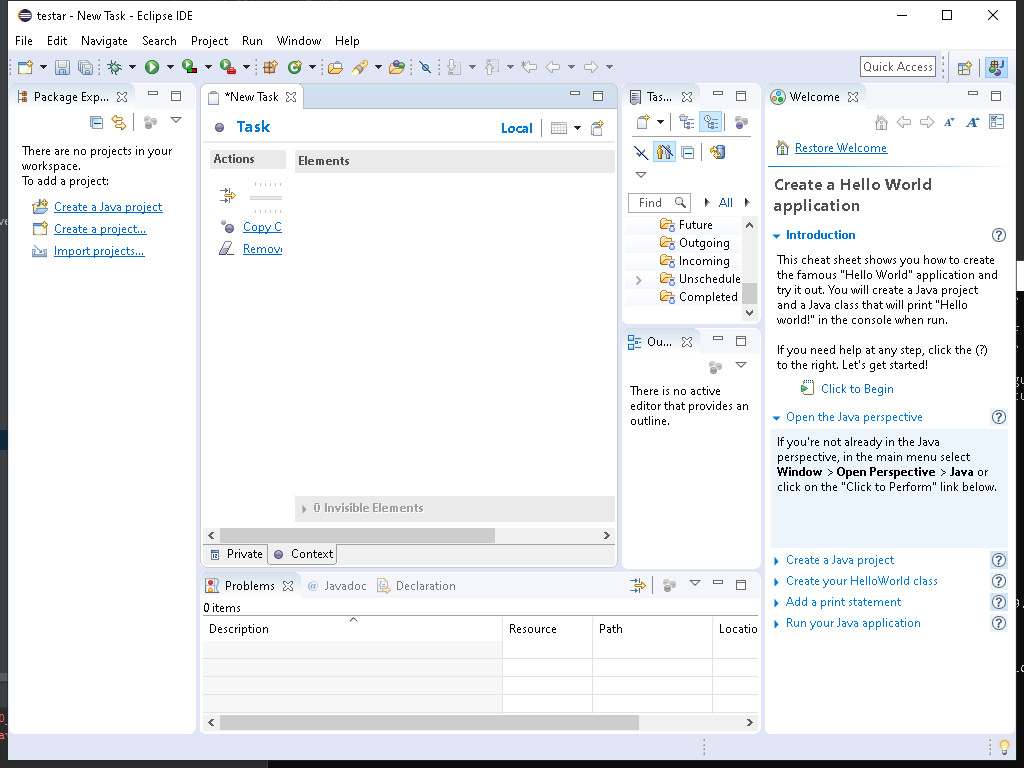 testar - New Task - Eclipse IDE
File Edit Navigate Search Project Run Window Help
Quick Access
Package Exp...
There are no projects in your
workspace.
To add a project:
Create a Java project
Create a project...
Import projects...
*New Task
Task
Local
Actions
Elements
Copy C
Remove
0 Invisible Elements
Private
Context
Tas...
Find
All
Future
Outgoing
Incoming
Unschedule
Completed
Ou...
There is no active
editor that provides an
outline.
Problems
@ Javadoc
Declaration
0 items
Description Resource Path Locatio
Welcome
Restore Welcome
Create a Hello World
application
Introduction
This cheat sheet shows you how to create
the famous "Hello World" application and
try it out. You will create a Java project
and a Java class that will print "Hello
world!" in the console when run.
If you need help at any step, click the (?)
to the right. Let's get started!
Click to Begin
Open the Java perspective
If you're not already in the Java
perspective, in the main menu select
Window > Open Perspective > Java or
click on the "Click to Perform" link below.
Create a Java project
Create your HelloWorld class
Add a print statement
Run your Java application